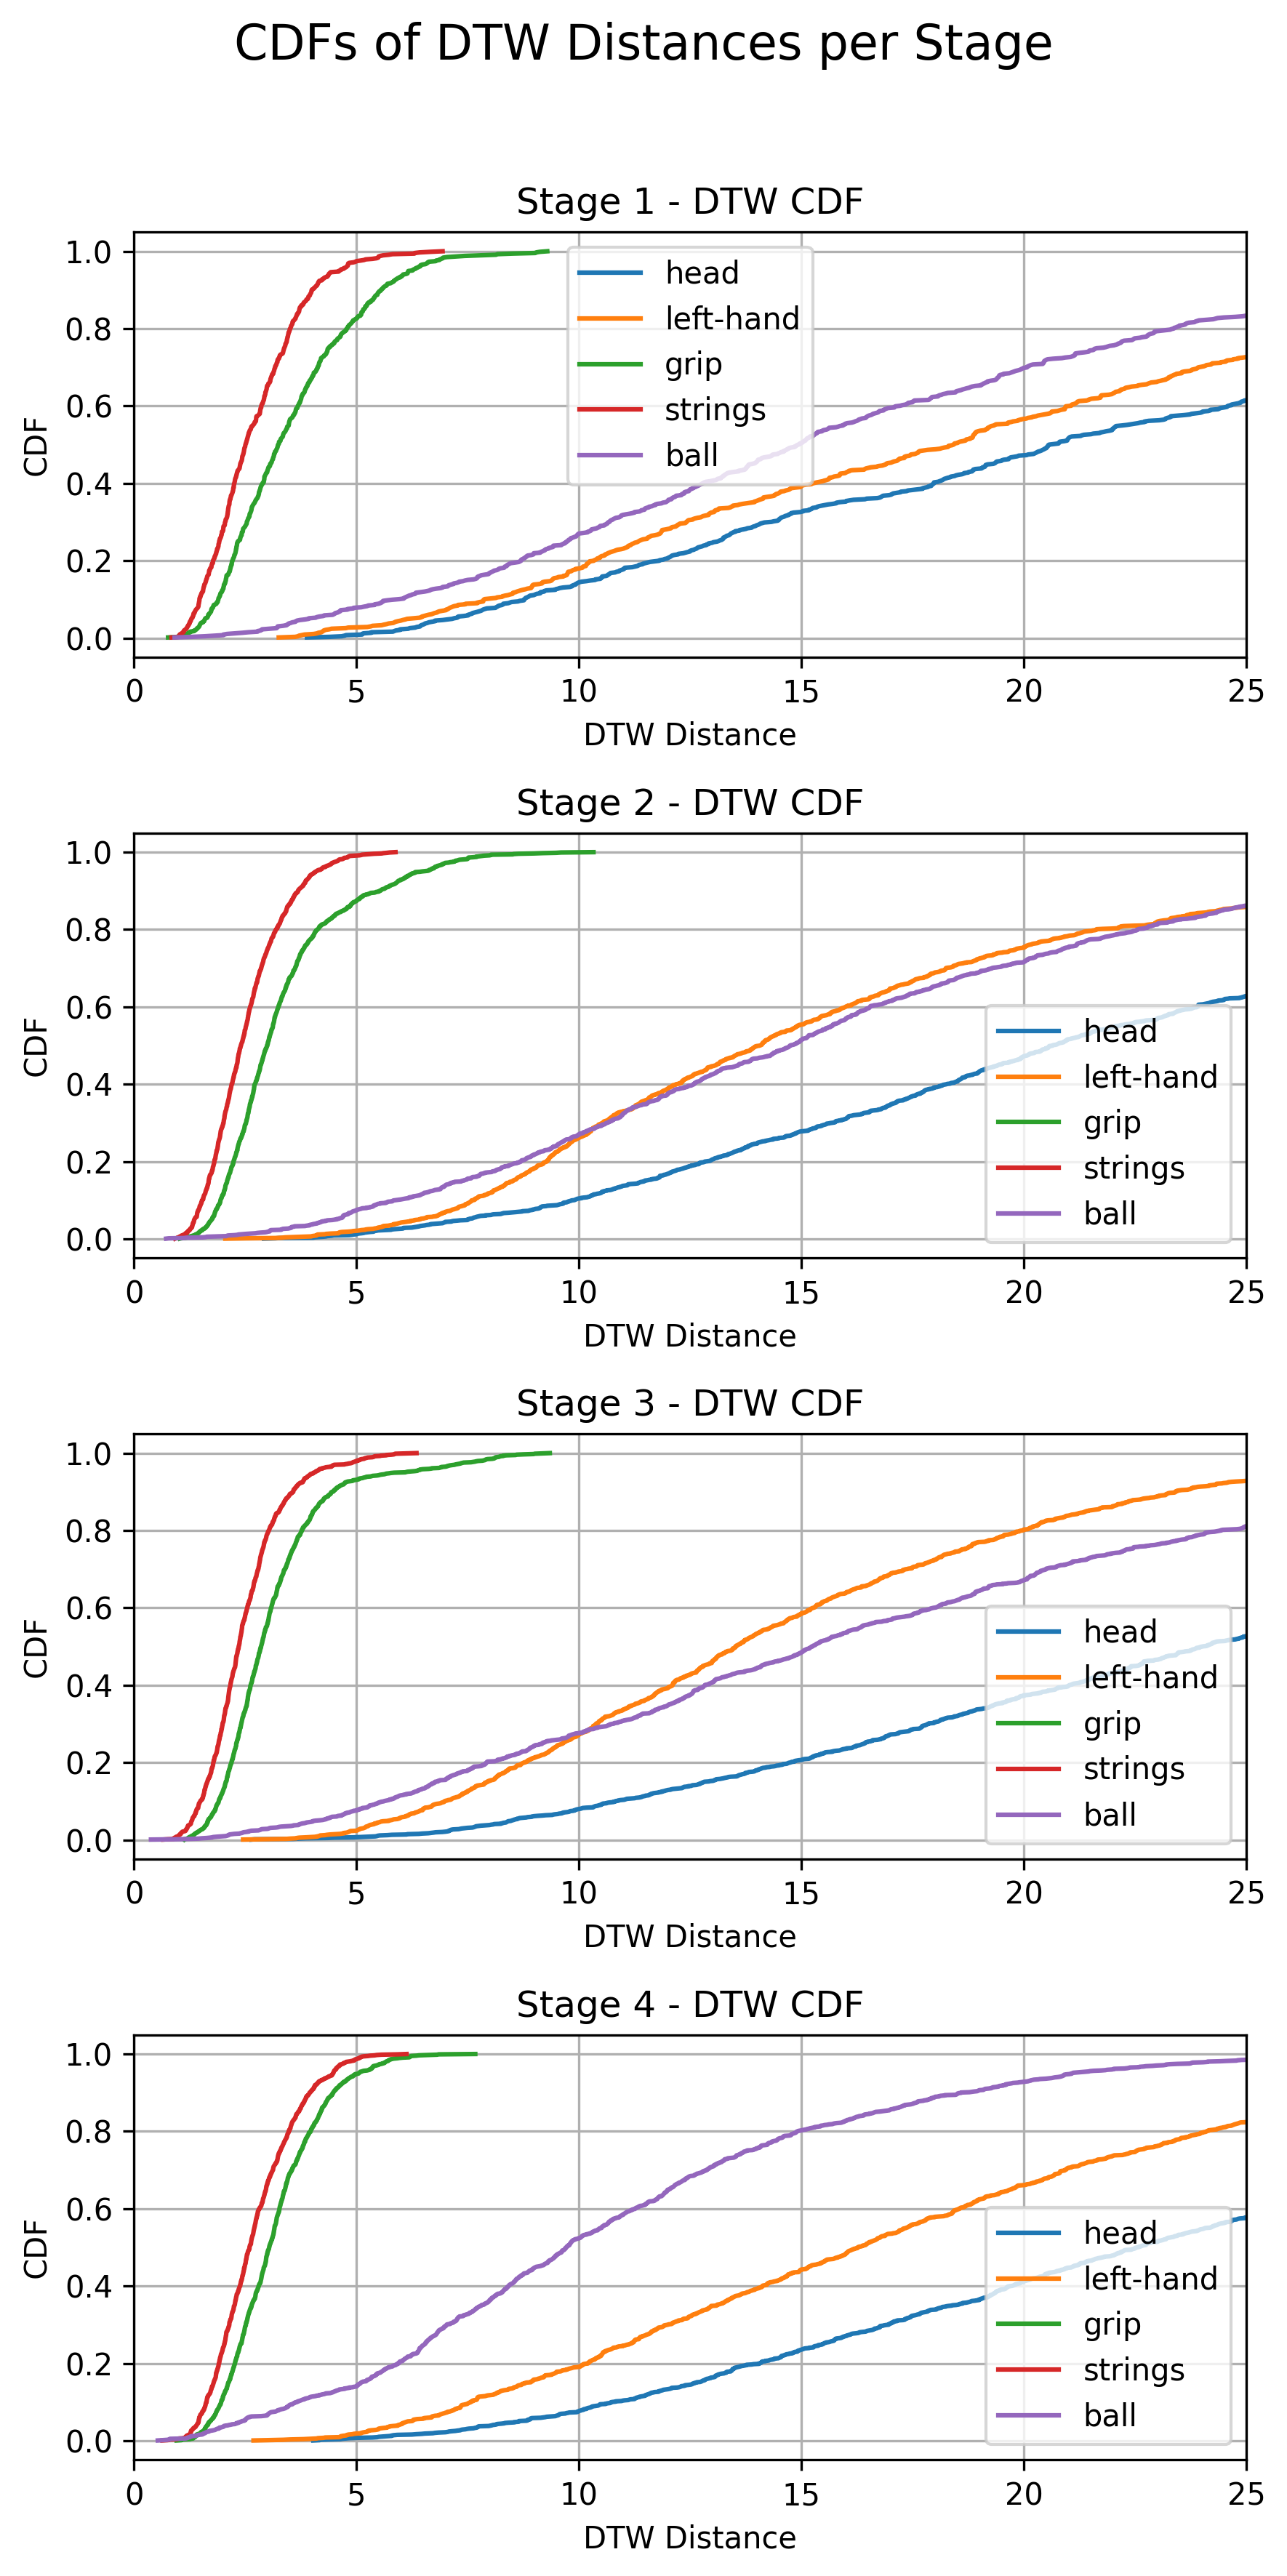 CDFs of DTW Distances per Stage
Stage 1 - DTW CDF
1.0
0.8
0.6
0.4
0.2
0.0
CDF
head
left-hand
grip
strings
ball
0 5 10 15 20 25
DTW Distance
Stage 2 - DTW CDF
1.0
0.8
0.6
0.4
0.2
0.0
CDF
head
left-hand
grip
strings
ball
0 5 10 15 20 25
DTW Distance
Stage 3 - DTW CDF
1.0
0.8
0.6
0.4
0.2
0.0
CDF
head
left-hand
grip
strings
ball
0 5 10 15 20 25
DTW Distance
Stage 4 - DTW CDF
1.0
0.8
0.6
0.4
0.2
0.0
CDF
head
left-hand
grip
strings
ball
0 5 10 15 20 25
DTW Distance